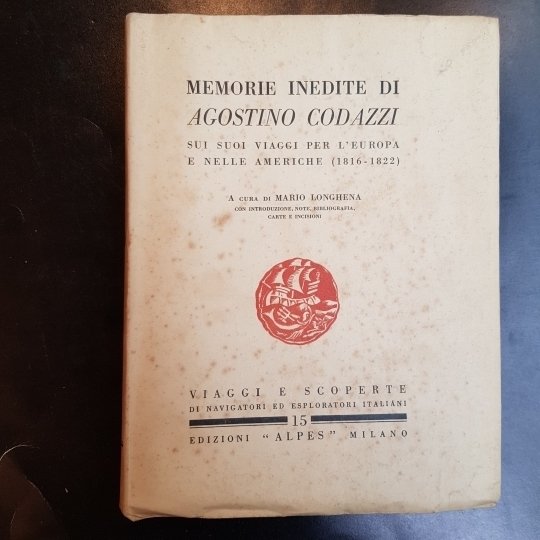 MEMORIE INEDITE DI
AGOSTINO CODAZZI
SUI SUOI VIAGGI PER L'EUROPA
E NELLE AMERICHE (1816-1822)
A CURA DI MARIO LONGHENA
CON INTRODUZIONE, NOTE, BIBLIOGRAFIA,
CARTE E INCISIONI
VIAGGI E SCOPERTE
DI NAVIGATORI ED ESPLORATORI ITALIANI
15
EDIZIONI "ALPES" MILANO